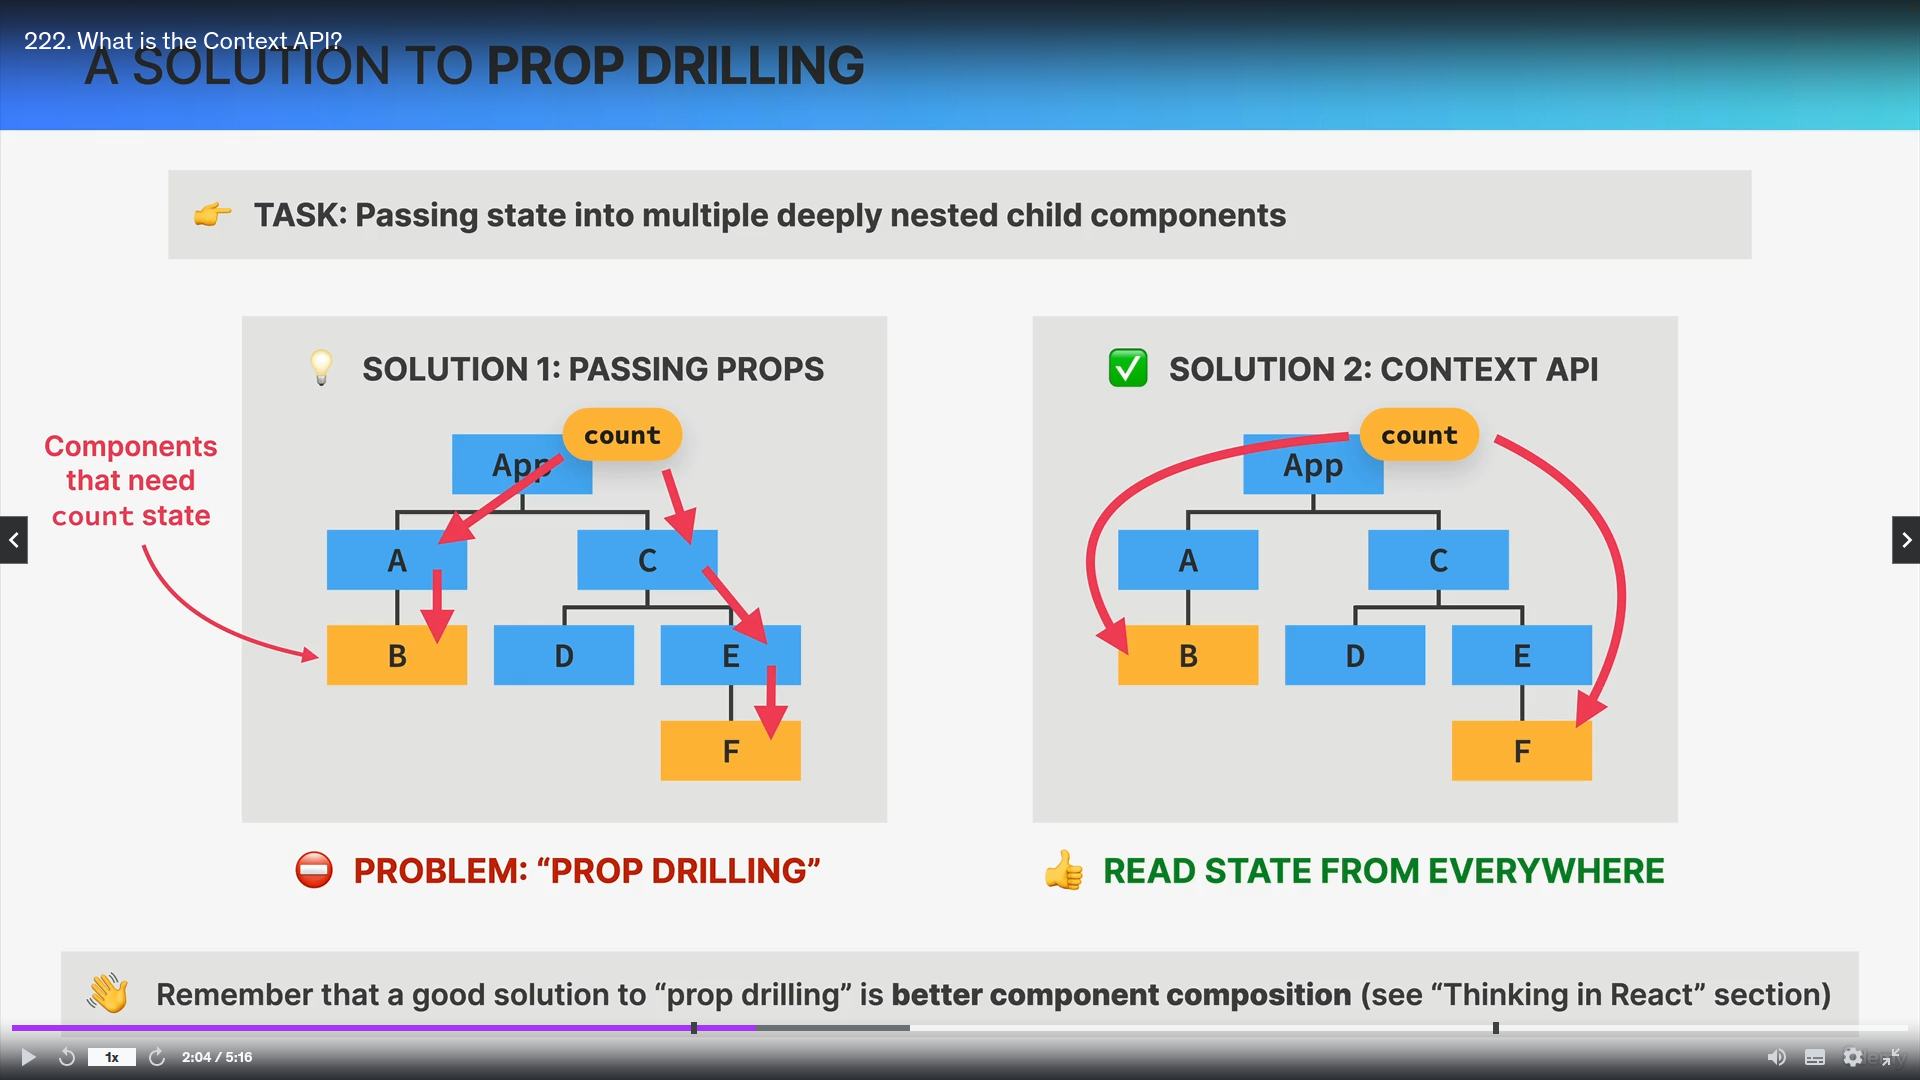 222. What is the Context API?
A SOLUTION TO PROP DRILLING
TASK: Passing state into multiple deeply nested child components
SOLUTION 1: PASSING PROPS
count
App
A
C
B
D
E
F
Components
that need
count state
PROBLEM: “PROP DRILLING”
SOLUTION 2: CONTEXT API
count
App
A
C
B
D
E
F
READ STATE FROM EVERYWHERE
Remember that a good solution to “prop drilling” is better component composition (see “Thinking in React” section)
1x
2:04 / 5:16